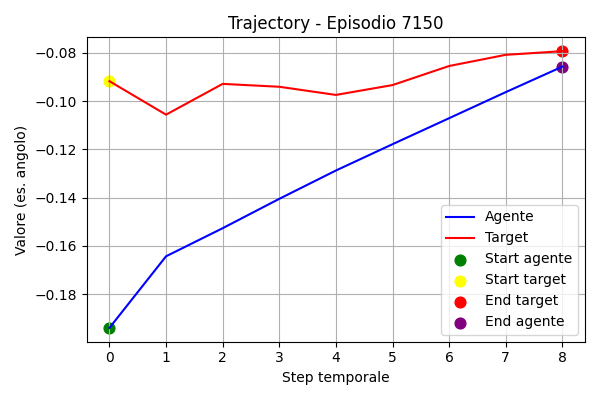 Trajectory - Episodio 7150
Valore (es. angolo)
−0.08
−0.10
−0.12
−0.14
−0.16
−0.18
0 1 2 3 4 5 6 7 8
Step temporale
Agente
Target
Start agente
Start target
End target
End agente